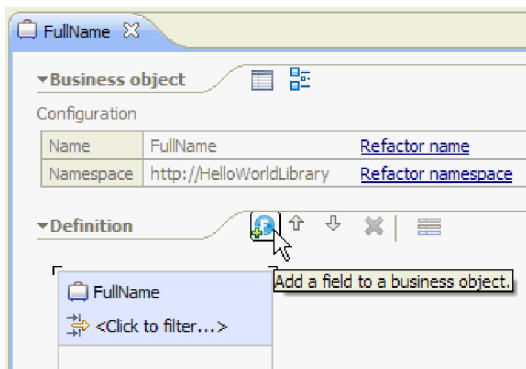 FullName
Business object
Configuration
Name FullName Refactor name
Namespace http://HelloWorldLibrary Refactor namespace
Definition
Add a field to a business object.
FullName
<Click to filter...>